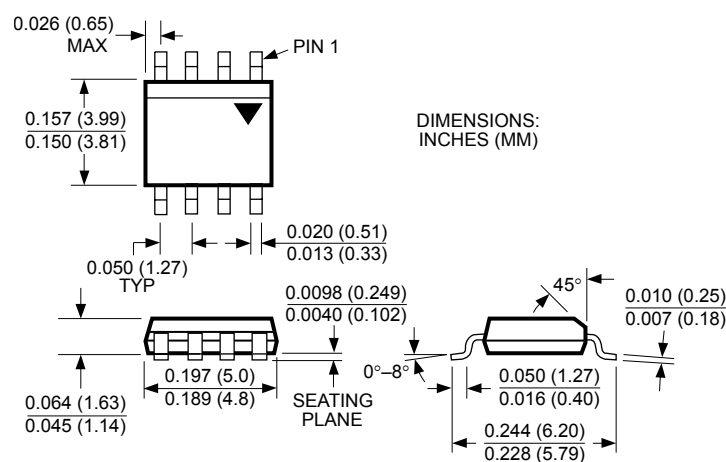 0.026 (0.65)
MAX
PIN 1
0.157 (3.99)
0.150 (3.81)
DIMENSIONS:
INCHES (MM)
0.020 (0.51)
0.013 (0.33)
0.050 (1.27)
TYP
0.0098 (0.249)
0.0040 (0.102)
45°
0.010 (0.25)
0.007 (0.18)
0°–8°
0.197 (5.0)
0.189 (4.8)
SEATING
PLANE
0.050 (1.27)
0.016 (0.40)
0.064 (1.63)
0.045 (1.14)
0.244 (6.20)
0.228 (5.79)